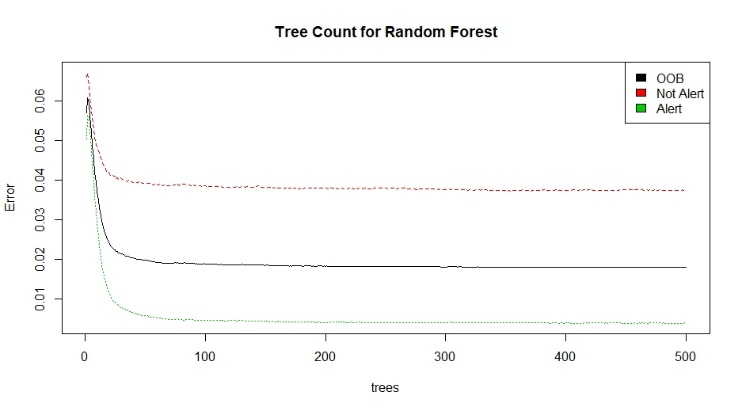 Tree Count for Random Forest
OOB
Not Alert
Alert
Error
0.06
0.05
0.04
0.03
0.02
0.01
0 100 200 300 400 500
trees